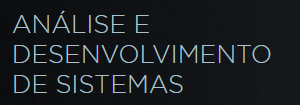 ANÁLISE E
DESENVOLVIMENTO
DE SISTEMAS